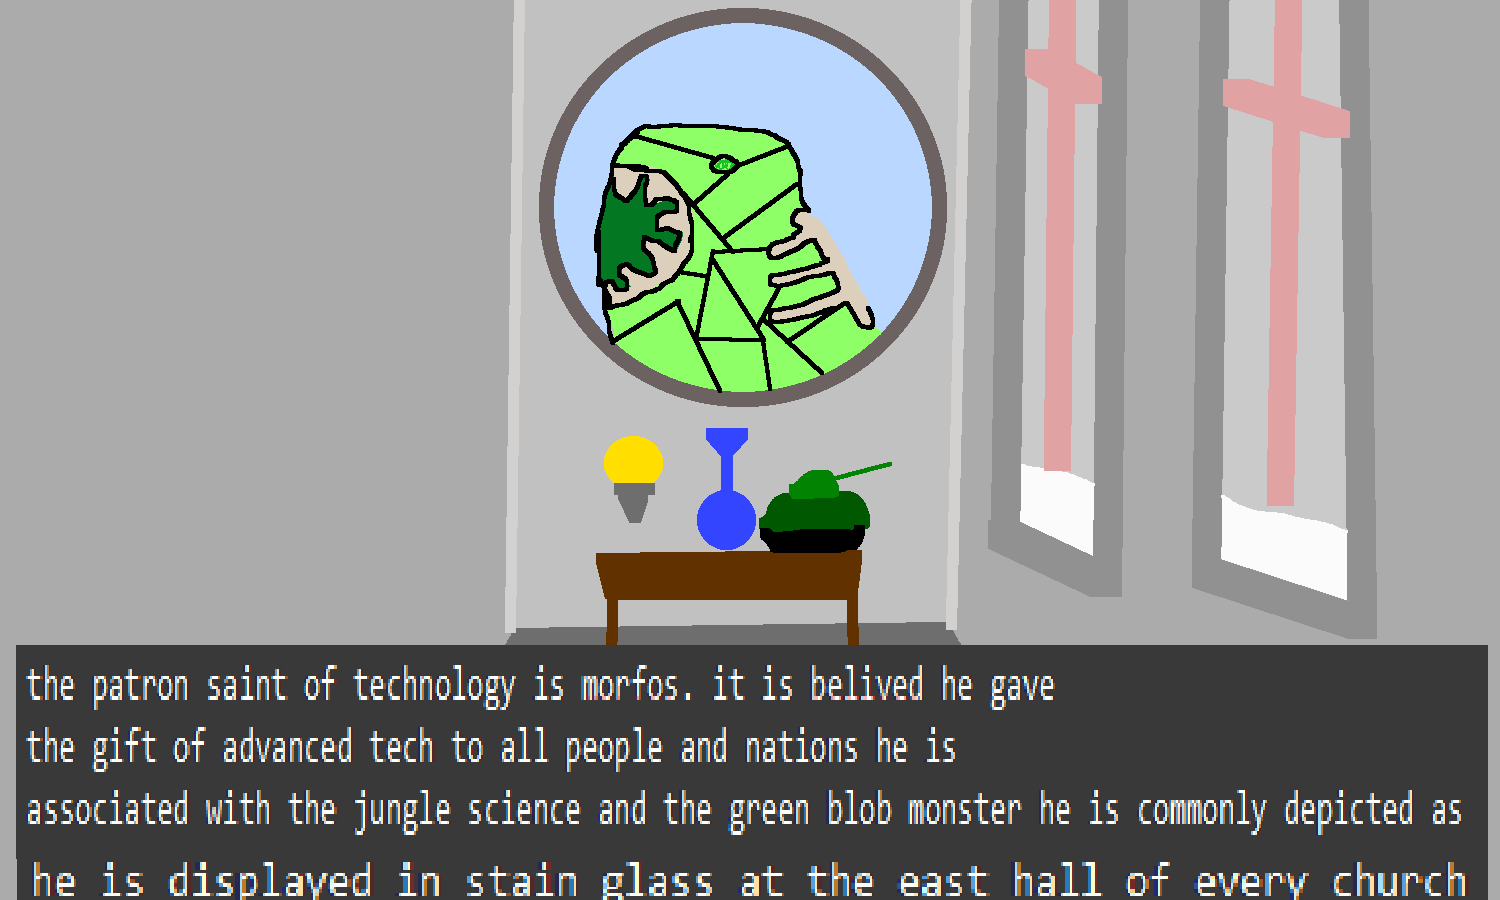 the patron saint of technology is morfos. it is belived he gave
the gift of advanced tech to all people and nations he is
associated with the jungle science and the green blob monster he is commonly depicted as
he is displayed in stain glass at the east hall of every church